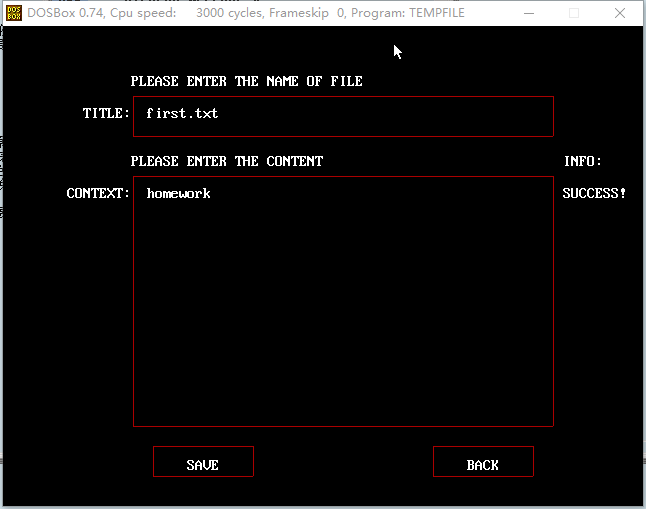 DOSBox 0.74, Cpu speed: 3000 cycles, Frameskip 0, Program: TEMPFILE
PLEASE ENTER THE NAME OF FILE
TITLE: first.txt
PLEASE ENTER THE CONTENT INFO:
CONTEXT: homework SUCCESS!
SAVE BACK